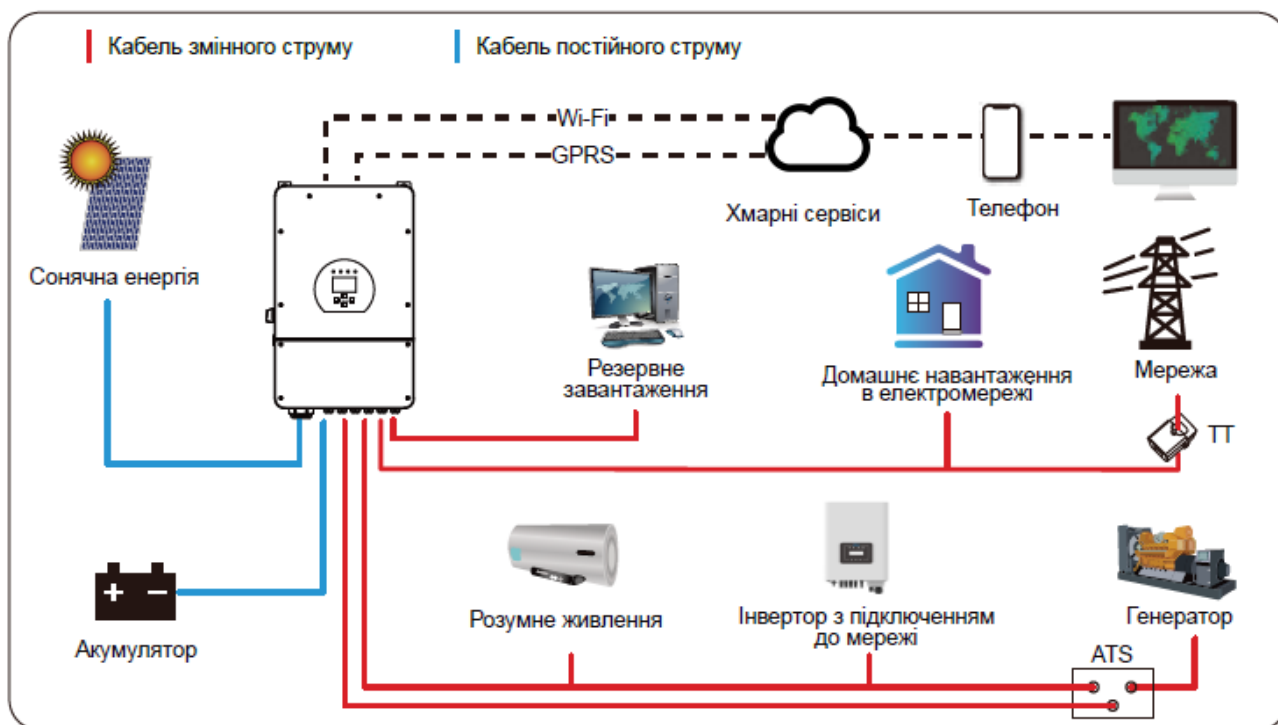 Кабель змінного струму
Кабель постійного струму
Wi-Fi
GPRS
Хмарні сервіси
Телефон
Сонячна енергія
Резервне
завантаження
Домашнє навантаження
в електромережі
Мережа
ТТ
Акумулятор
Розумне живлення
Інвертор з підключенням
до мережі
Генератор
ATS